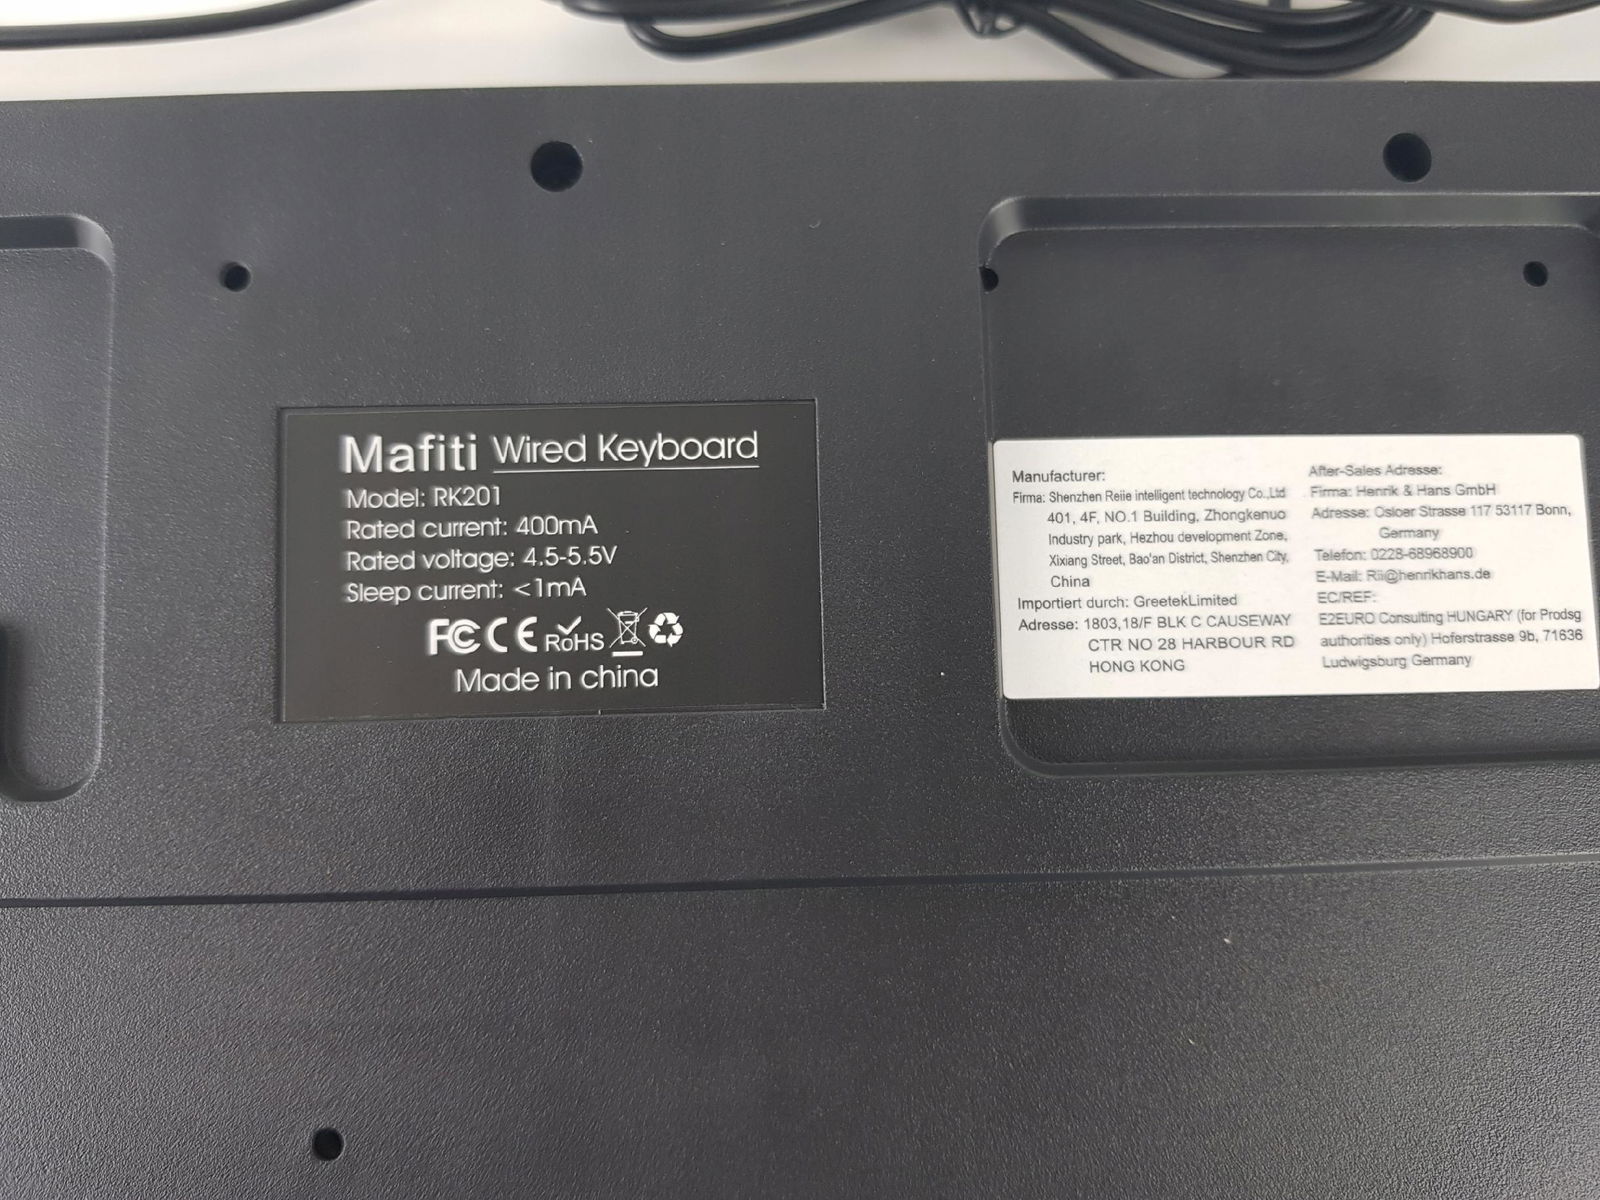 Mafiti Wired Keyboard
Model: RK201
Rated current: 400mA
Rated voltage: 4.5-5.5V
Sleep current: <1mA
FC CE RoHS
Made in china
Manufacturer:
Firma: Shenzhen Reiie intelligent technology Co.,Ltd
401, 4F, NO.1 Building, Zhongkenuo
Industry park, Hezhou development Zone,
Xixiang Street, Bao'an District, Shenzhen City,
China
Importiert durch: GreetekLimited
Adresse: 1803,18/F BLK C CAUSEWAY
CTR NO 28 HARBOUR RD
HONG KONG
After-Sales Adresse:
Firma: Henrik & Hans GmbH
Adresse: Osloer Strasse 117 53117 Bonn,
Germany
Telefon: 0228-68968900
E-Mail: Rii@henrikhans.de
EC/REF:
E2EURO Consulting HUNGARY (for Prodsg
authorities only) Hoferstrasse 9b, 71636
Ludwigsburg Germany